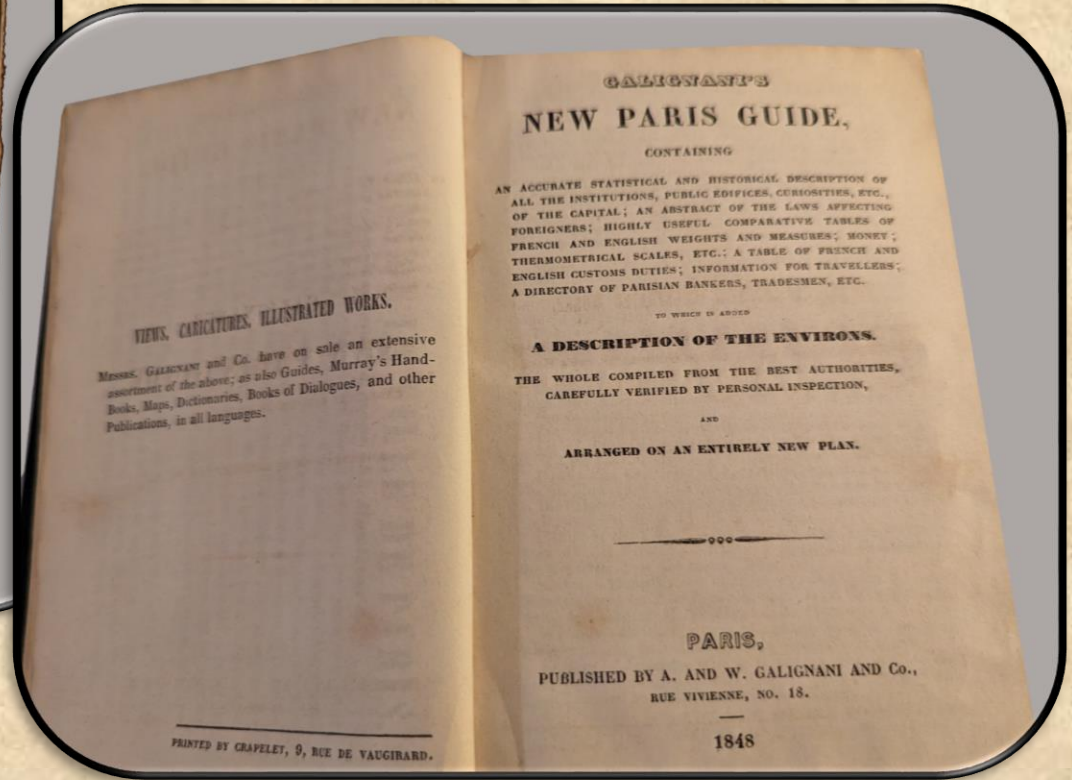 VIEWS, CARICATURES, ILLUSTRATED WORKS.
MESSRS. GALIGNANI and Co. have on sale an extensive
assortment of the above; as also Guides, Murray's Hand-
Books, Maps, Dictionaries, Books of Dialogues, and other
Publications, in all languages.
PRINTED BY CRAPELET, 9, RUE DE VAUGIRARD.
GALIGNANI'S
NEW PARIS GUIDE,
CONTAINING
AN ACCURATE STATISTICAL AND HISTORICAL DESCRIPTION OF
ALL THE INSTITUTIONS, PUBLIC EDIFICES, CURIOSITIES, ETC.,
OF THE CAPITAL; AN ABSTRACT OF THE LAWS AFFECTING
FOREIGNERS; HIGHLY USEFUL COMPARATIVE TABLES OF
FRENCH AND ENGLISH WEIGHTS AND MEASURES; MONEY;
THERMOMETRICAL SCALES, ETC.; A TABLE OF FRENCH AND
ENGLISH CUSTOMS DUTIES; INFORMATION FOR TRAVELLERS;
A DIRECTORY OF PARISIAN BANKERS, TRADESMEN, ETC.
TO WHICH IS ADDED
A DESCRIPTION OF THE ENVIRONS.
THE WHOLE COMPILED FROM THE BEST AUTHORITIES,
CAREFULLY VERIFIED BY PERSONAL INSPECTION,
AND
ARRANGED ON AN ENTIRELY NEW PLAN.
PARIS,
PUBLISHED BY A. AND W. GALIGNANI AND Co.,
RUE VIVIENNE, NO. 18.
1848